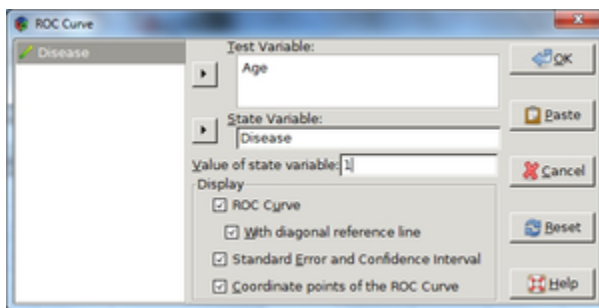 ROC Curve
Disease
Test Variable:
Age
State Variable:
Disease
Value of state variable: 1
Display
ROC Curve
With diagonal reference line
Standard Error and Confidence Interval
Coordinate points of the ROC Curve
OK
Paste
Cancel
Reset
Help